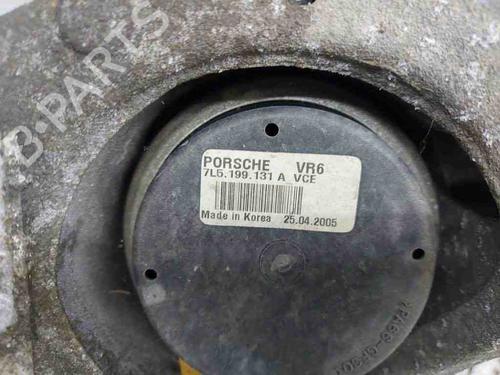 B-PARTS
PORSCHE VR6
7L5.199.131 A VCE
Made in Korea 25.04.2005